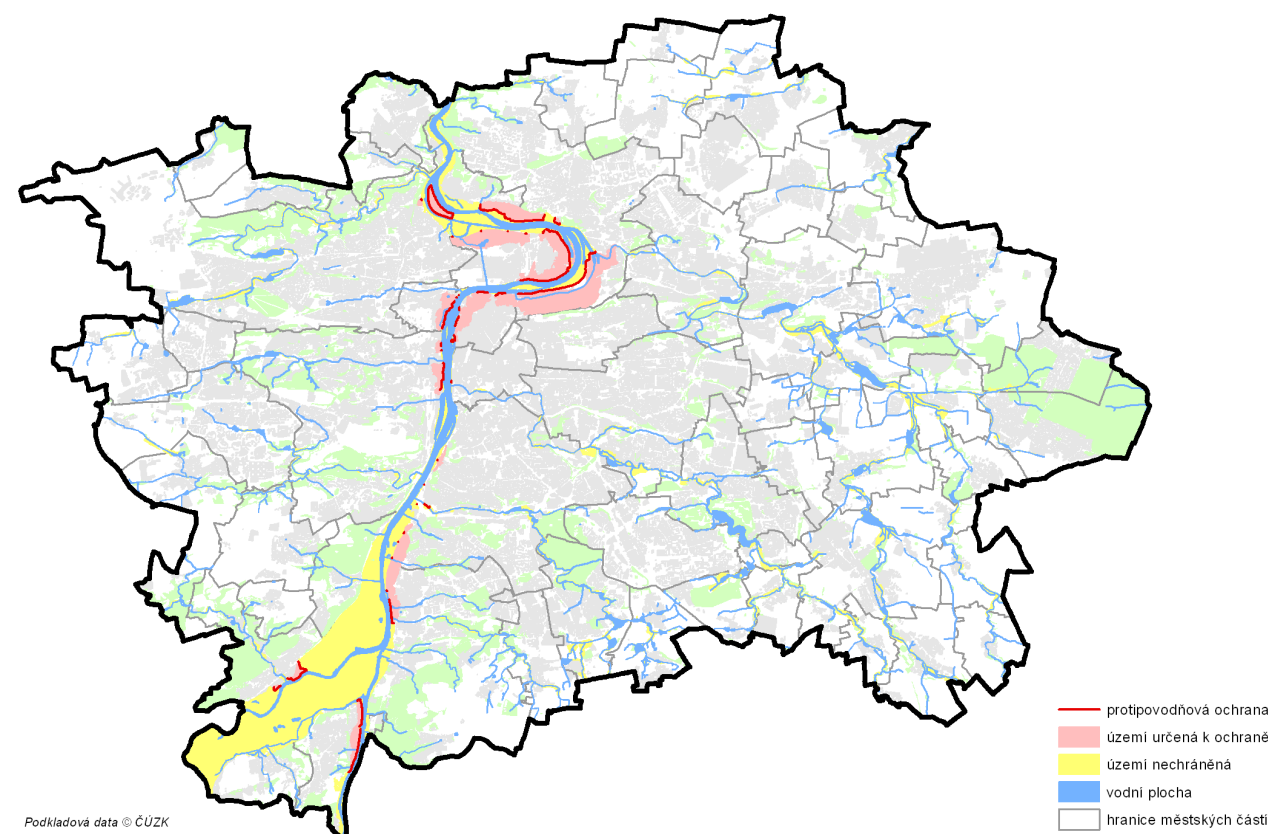 protipovodňová ochrana
území určená k ochraně
území nechráněná
vodní plocha
hranice městských částí
Podkladová data © ČÚZK